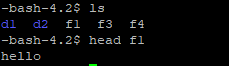 -bash-4.2$ ls
d1  d2  f1  f3  f4
-bash-4.2$ head f1
hello